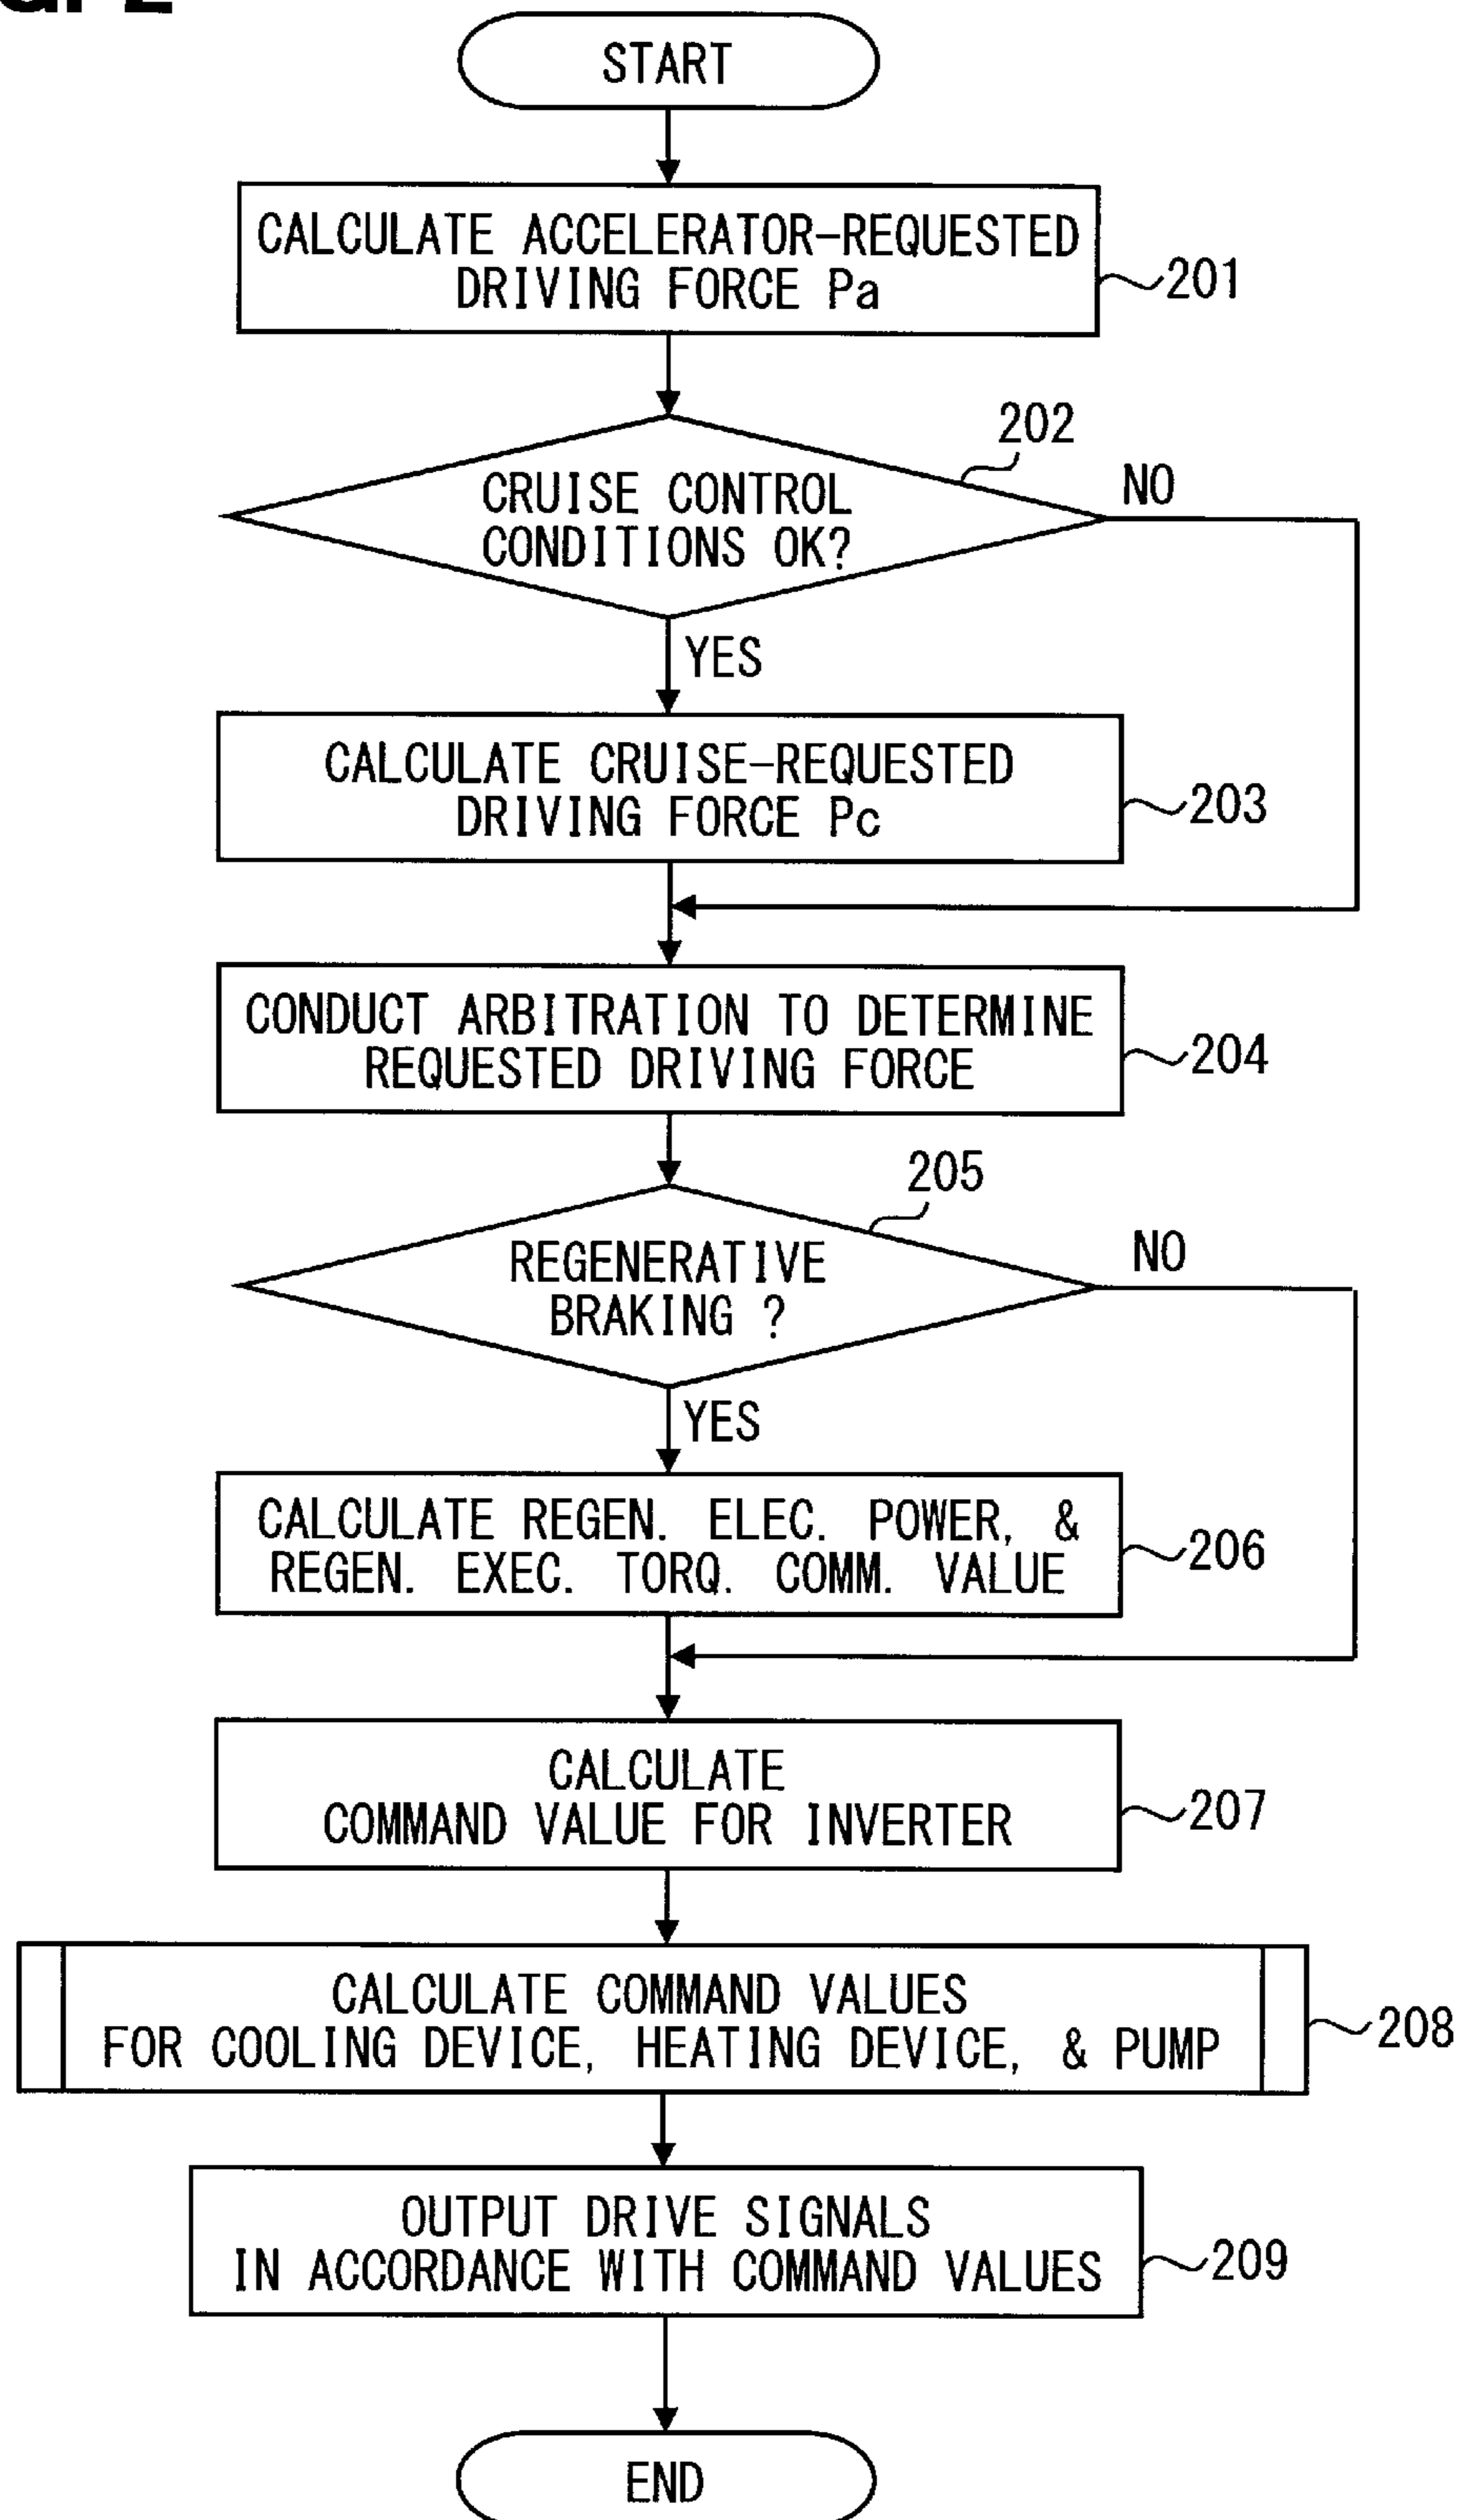 START
CALCULATE ACCELERATOR-REQUESTED
DRIVING FORCE Pa
201
202
CRUISE CONTROL
CONDITIONS OK?
NO
YES
CALCULATE CRUISE-REQUESTED
DRIVING FORCE Pc
203
CONDUCT ARBITRATION TO DETERMINE
REQUESTED DRIVING FORCE
204
205
REGENERATIVE
BRAKING ?
NO
YES
CALCULATE REGEN. ELEC. POWER, &
REGEN. EXEC. TORQ. COMM. VALUE
206
CALCULATE
COMMAND VALUE FOR INVERTER
207
CALCULATE COMMAND VALUES
FOR COOLING DEVICE, HEATING DEVICE, & PUMP
208
OUTPUT DRIVE SIGNALS
IN ACCORDANCE WITH COMMAND VALUES
209
END